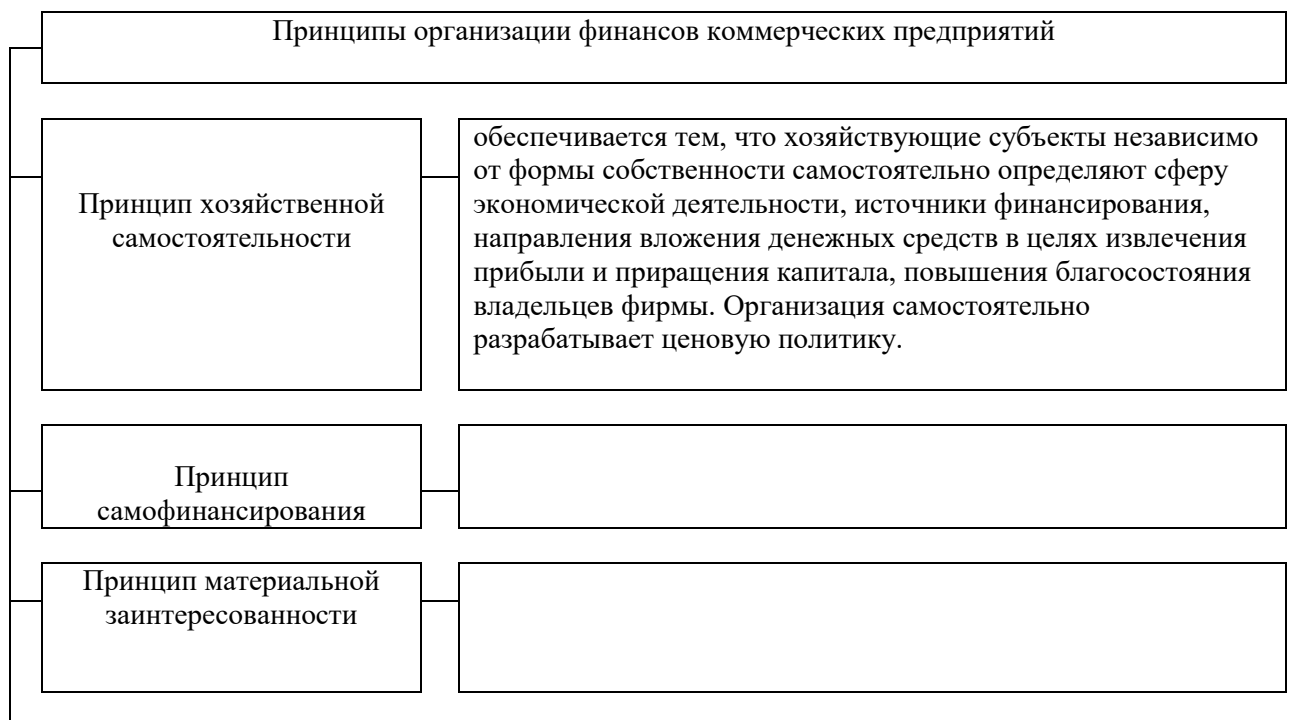 Принципы организации финансов коммерческих предприятий
Принцип хозяйственной
самостоятельности
обеспечивается тем, что хозяйствующие субъекты независимо
от формы собственности самостоятельно определяют сферу
экономической деятельности, источники финансирования,
направления вложения денежных средств в целях извлечения
прибыли и приращения капитала, повышения благосостояния
владельцев фирмы. Организация самостоятельно
разрабатывает ценовую политику.
Принцип
самофинансирования
Принцип материальной
заинтересованности